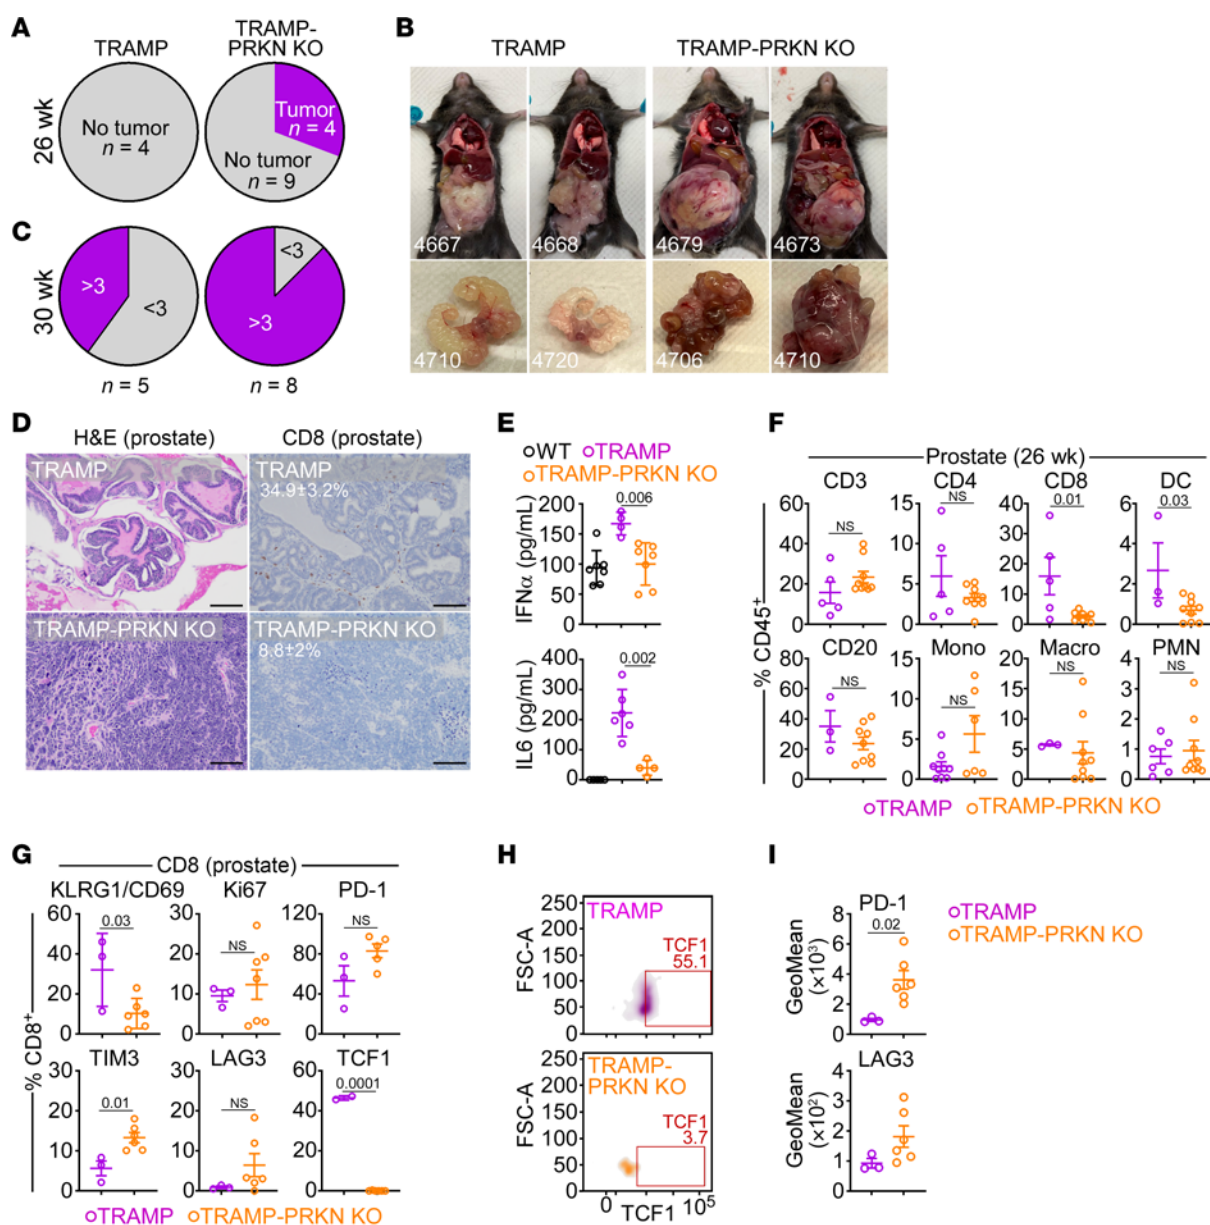 A
TRAMP
TRAMP-
PRKN KO
26 wk
No tumor
n = 4
Tumor
n = 4
No tumor
n = 9
B
TRAMP
TRAMP-PRKN KO
4667
4668
4679
4673
4710
4720
4706
4710
C
30 wk
>3
<3
<3
>3
n = 5
n = 8
D
H&E (prostate)
CD8 (prostate)
TRAMP
TRAMP
34.9±3.2%
TRAMP-PRKN KO
TRAMP-PRKN KO
8.8±2%
E
WT
TRAMP
TRAMP-PRKN KO
IFNα (pg/mL)
200
150
100
50
0
0.006
IL6 (pg/mL)
400
300
200
100
0
0.002
F
Prostate (26 wk)
% CD45+
CD3
60
40
20
0
NS
CD4
15
10
5
0
NS
CD8
40
30
20
10
0
0.01
DC
6
4
2
0
0.03
CD20
80
60
40
20
0
NS
Mono
20
15
10
5
0
NS
Macro
20
15
10
5
0
NS
PMN
4
3
2
1
0
NS
TRAMP
TRAMP-PRKN KO
G
CD8 (prostate)
% CD8+
KLRG1/CD69
60
40
20
0
0.03
Ki67
30
20
10
0
NS
PD-1
120
80
40
0
NS
TIM3
30
20
10
0
0.01
LAG3
30
20
10
0
NS
TCF1
60
40
20
0
0.0001
TRAMP
TRAMP-PRKN KO
H
FSC-A
250
200
150
100
50
0
TRAMP
TCF1
55.1
FSC-A
250
200
150
100
50
0
TRAMP-
PRKN KO
TCF1
3.7
0
10⁵
TCF1
I
PD-1
GeoMean
(×10³)
8
6
4
2
0
0.02
LAG3
GeoMean
(×10²)
4
3
2
1
0
TRAMP
TRAMP-PRKN KO